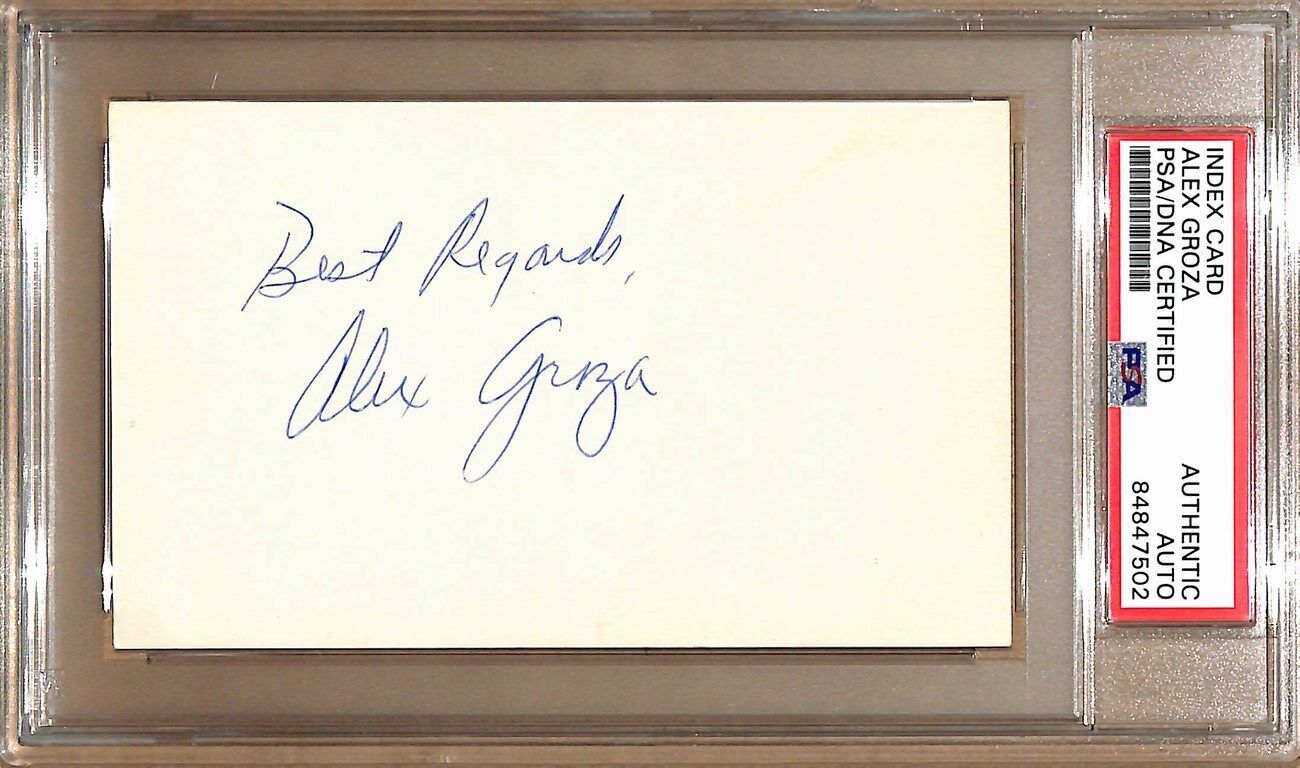 Best Regards,
Alex Groza
INDEX CARD
ALEX GROZA
PSA/DNA CERTIFIED
PSA
AUTHENTIC
AUTO
84847502